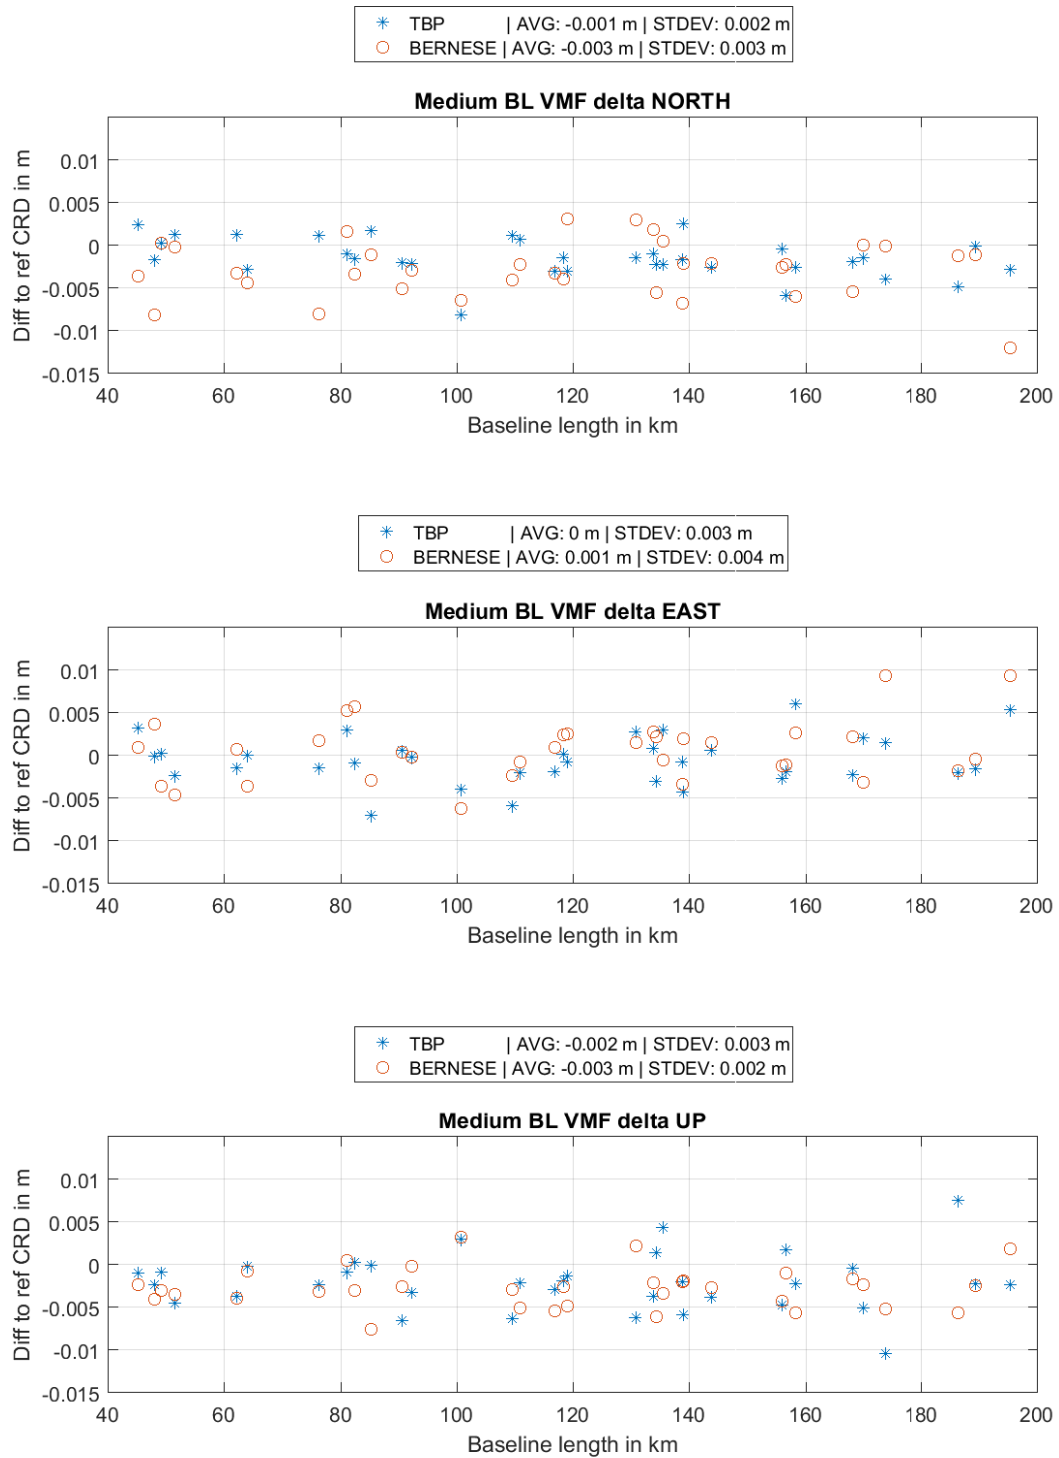 TBP | AVG: -0.001 m | STDEV: 0.002 m
BERNESE | AVG: -0.003 m | STDEV: 0.003 m
Medium BL VMF delta NORTH
Diff to ref CRD in m
0.01
0.005
0
-0.005
-0.01
-0.015
40 60 80 100 120 140 160 180 200
Baseline length in km
TBP | AVG: 0 m | STDEV: 0.003 m
BERNESE | AVG: 0.001 m | STDEV: 0.004 m
Medium BL VMF delta EAST
Diff to ref CRD in m
0.01
0.005
0
-0.005
-0.01
-0.015
40 60 80 100 120 140 160 180 200
Baseline length in km
TBP | AVG: -0.002 m | STDEV: 0.003 m
BERNESE | AVG: -0.003 m | STDEV: 0.002 m
Medium BL VMF delta UP
Diff to ref CRD in m
0.01
0.005
0
-0.005
-0.01
-0.015
40 60 80 100 120 140 160 180 200
Baseline length in km